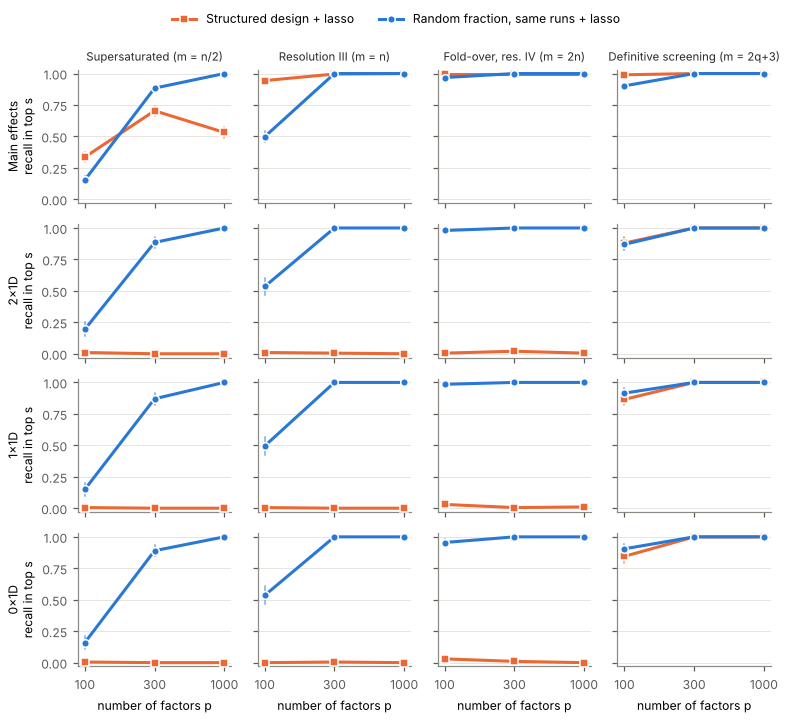 Structured design + lasso
Random fraction, same runs + lasso
Supersaturated (m = n/2)
Resolution III (m = n)
Fold-over, res. IV (m = 2n)
Definitive screening (m = 2q+3)
Main effects
recall in top s
1.00
0.75
0.50
0.25
0.00
2×1D
recall in top s
1.00
0.75
0.50
0.25
0.00
1×1D
recall in top s
1.00
0.75
0.50
0.25
0.00
0×1D
recall in top s
1.00
0.75
0.50
0.25
0.00
100 300 1000
100 300 1000
100 300 1000
100 300 1000
number of factors p
number of factors p
number of factors p
number of factors p